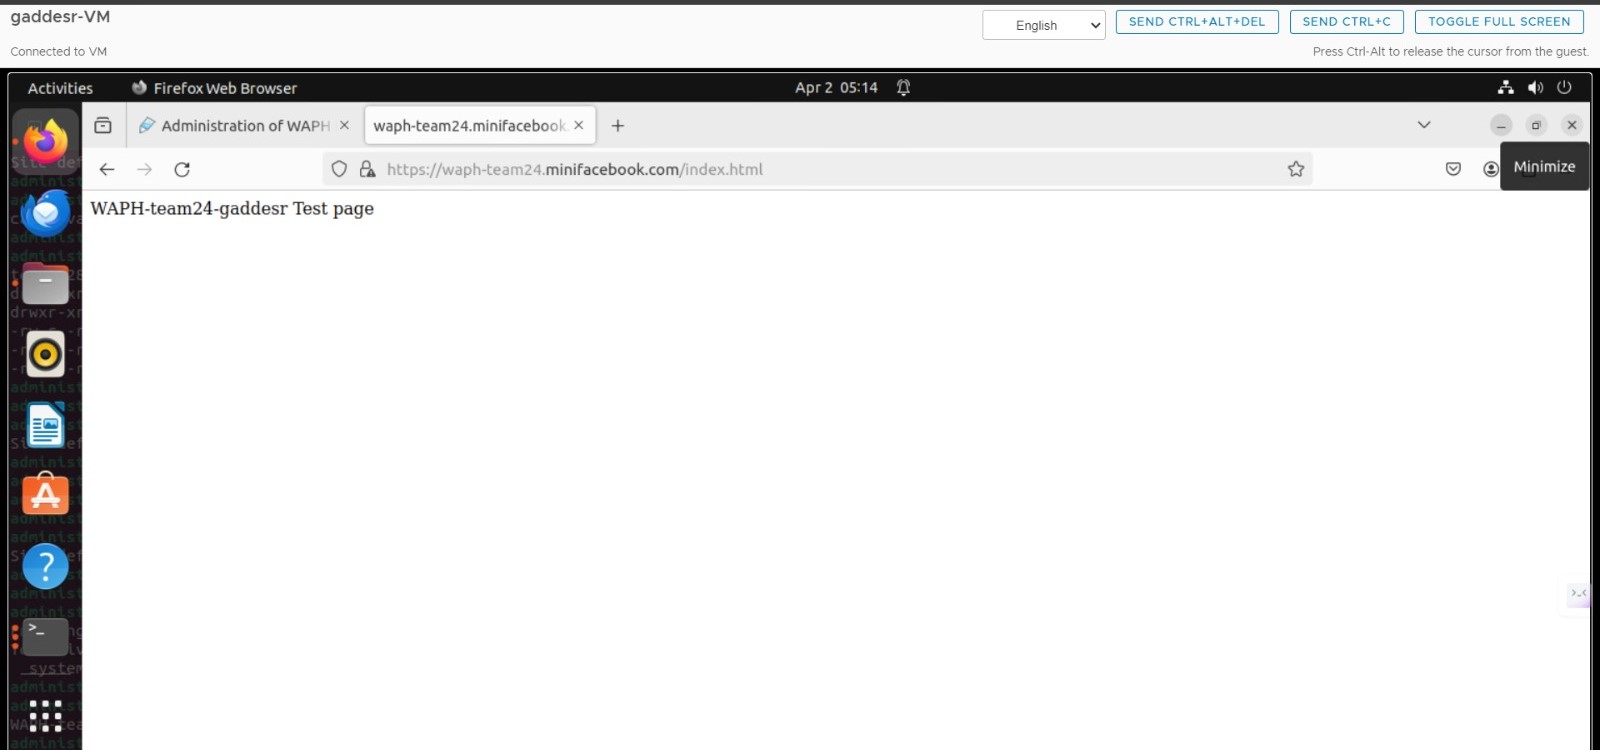 gaddesr-VM
English
SEND CTRL+ALT+DEL
SEND CTRL+C
TOGGLE FULL SCREEN
Connected to VM
Press Ctrl-Alt to release the cursor from the guest.
Activities
Firefox Web Browser
Apr 2 05:14
Administration of WAPH
waph-team24.minifacebook.
https://waph-team24.minifacebook.com/index.html
Minimize
WAPH-team24-gaddesr Test page